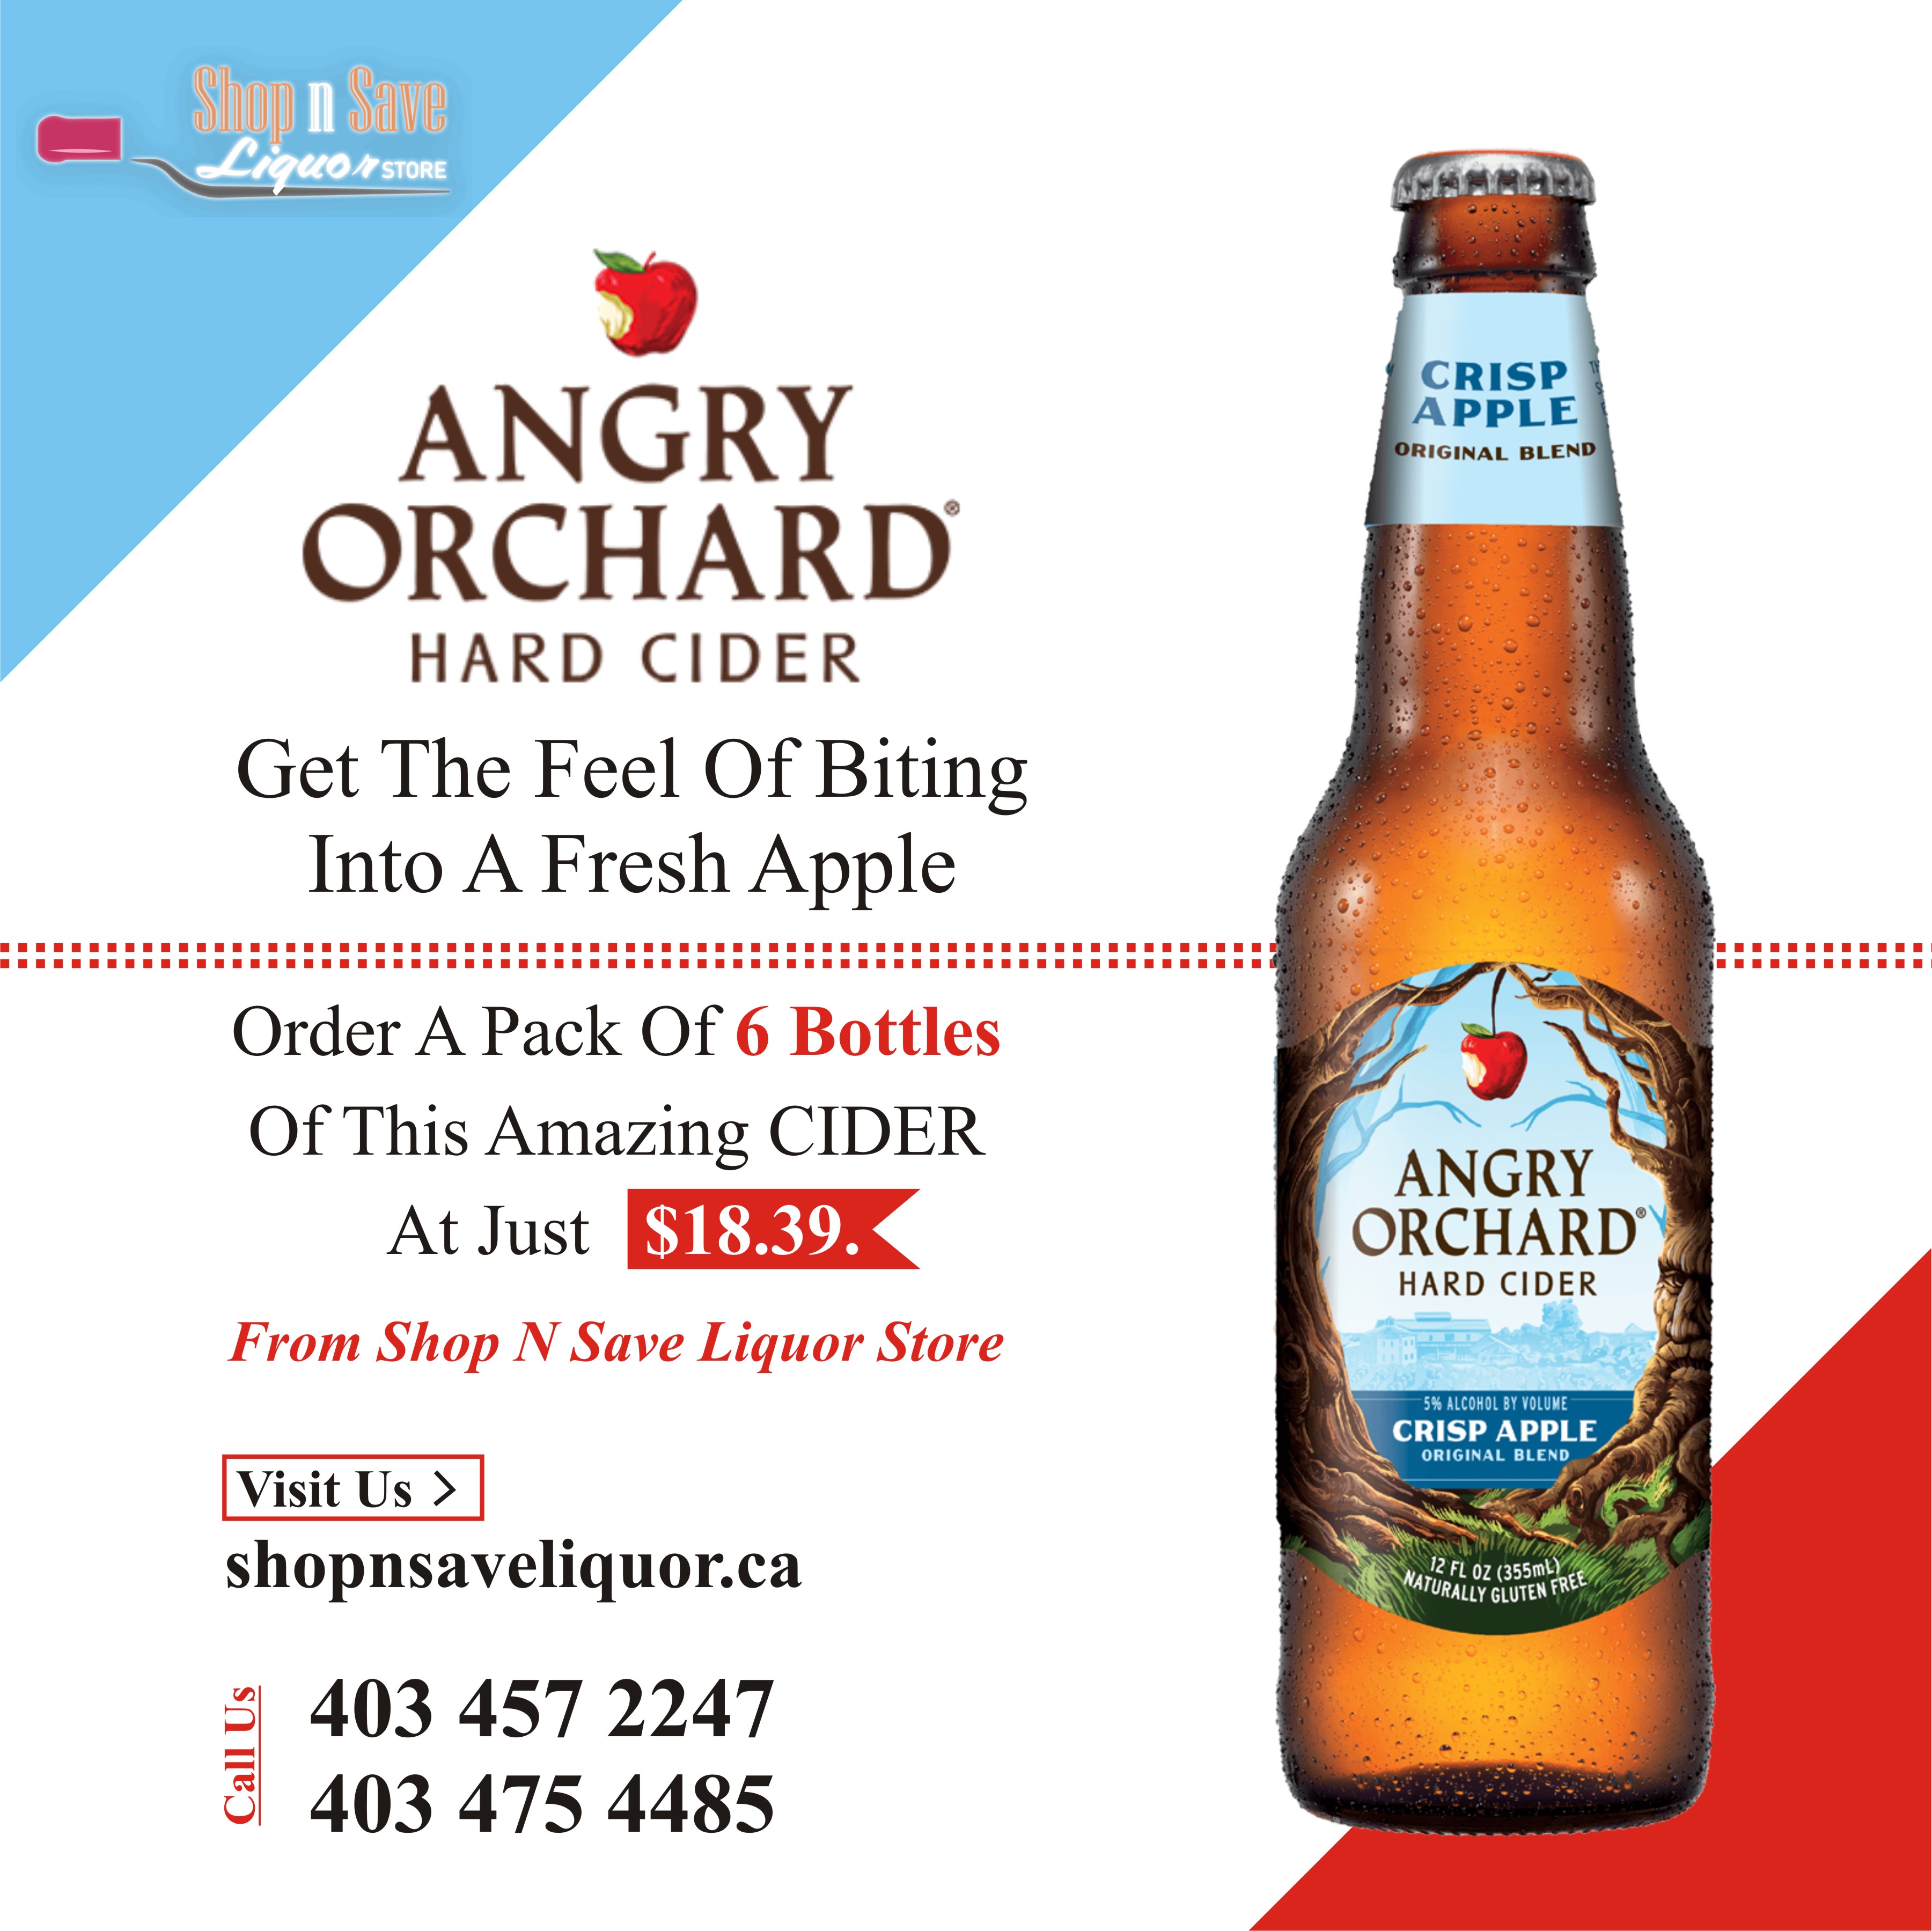 Shop n Save
Liquor STORE
ANGRY
ORCHARD®
HARD CIDER
Get The Feel Of Biting
Into A Fresh Apple
Order A Pack Of 6 Bottles
Of This Amazing CIDER
At Just $18.39.
From Shop N Save Liquor Store
Visit Us >
shopnsaveliquor.ca
Call Us
403 457 2247
403 475 4485
CRISP
APPLE
ORIGINAL BLEND
ANGRY
ORCHARD®
HARD CIDER
5% ALCOHOL BY VOLUME
CRISP APPLE
ORIGINAL BLEND
12 FL OZ (355mL)
NATURALLY GLUTEN FREE